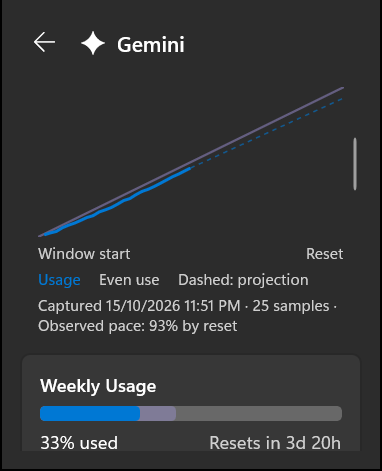 Gemini
Window start Reset
Usage Even use Dashed: projection
Captured 15/10/2026 11:51 PM · 25 samples ·
Observed pace: 93% by reset
Weekly Usage
33% used Resets in 3d 20h